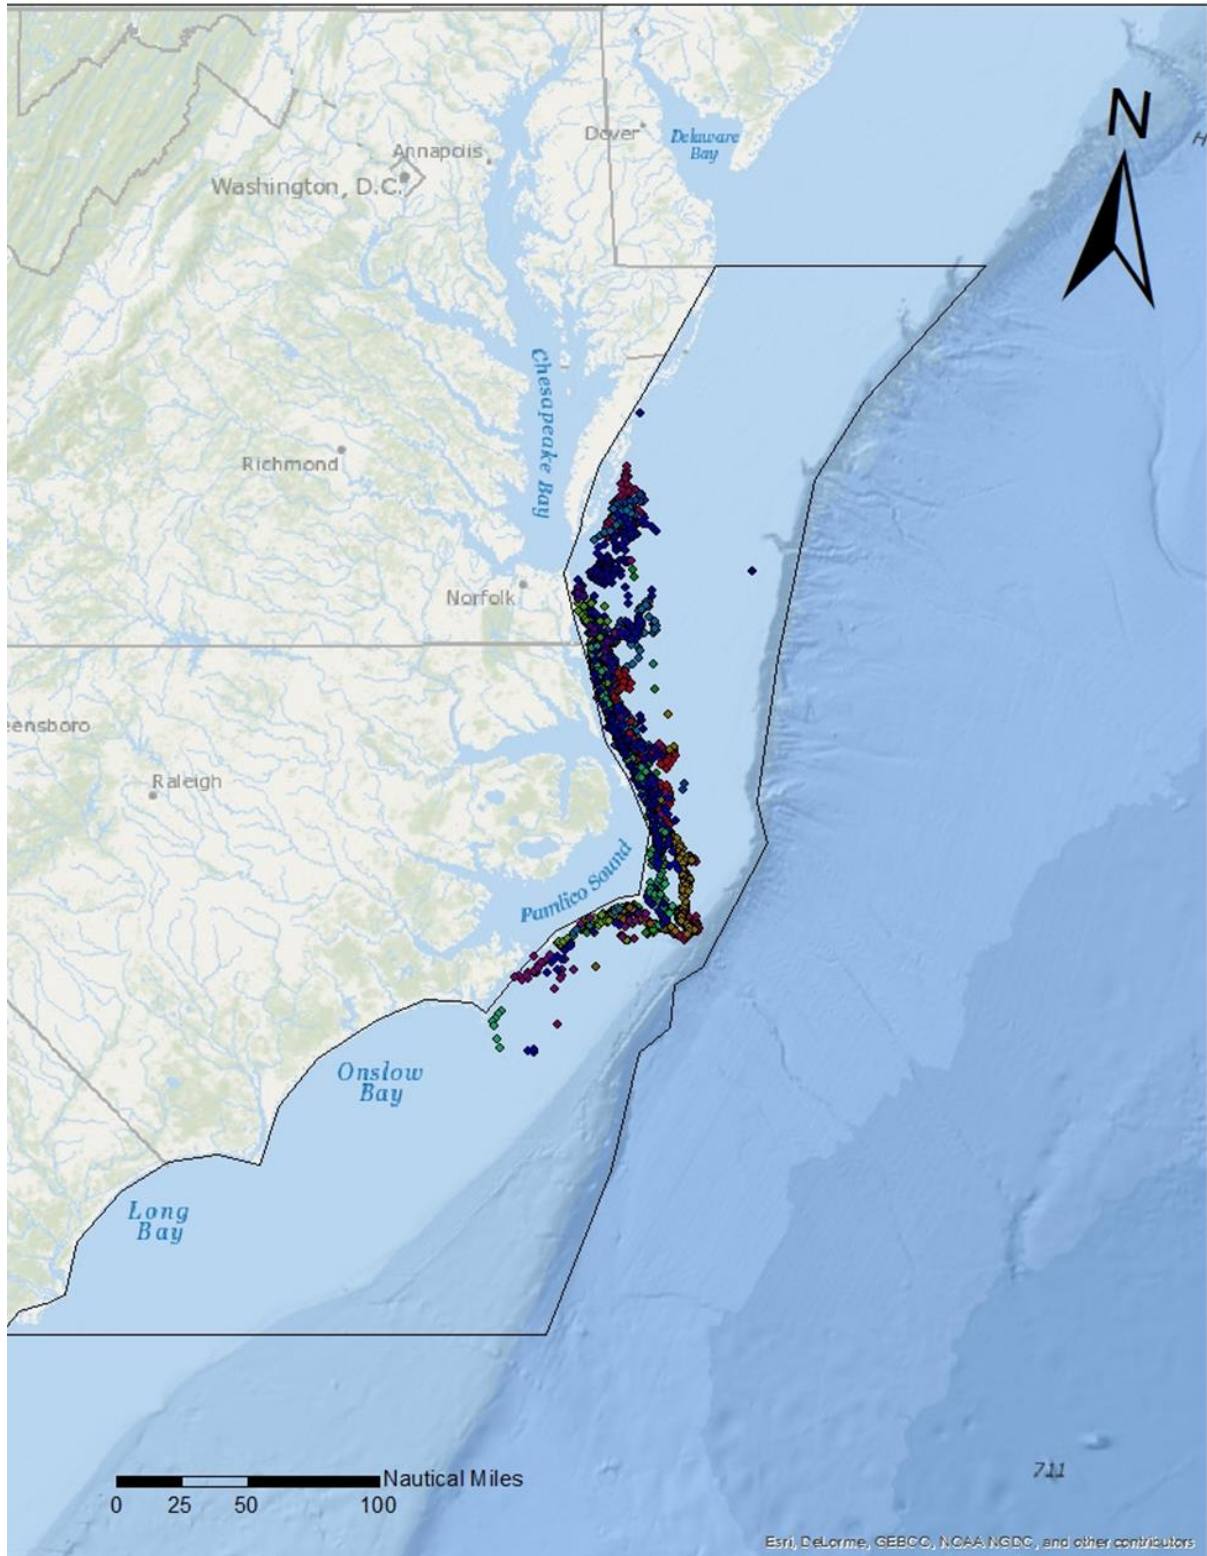 N
H
Dover
Delaware
Bay
Annapolis
Washington, D.C.
Chesapeake Bay
Richmond
Norfolk
eensboro
Raleigh
Pamlico Sound
Onslow
Bay
Long
Bay
711
Nautical Miles
0 25 50 100
Esri, DeLorme, GEBCO, NOAA NGDC, and other contributors